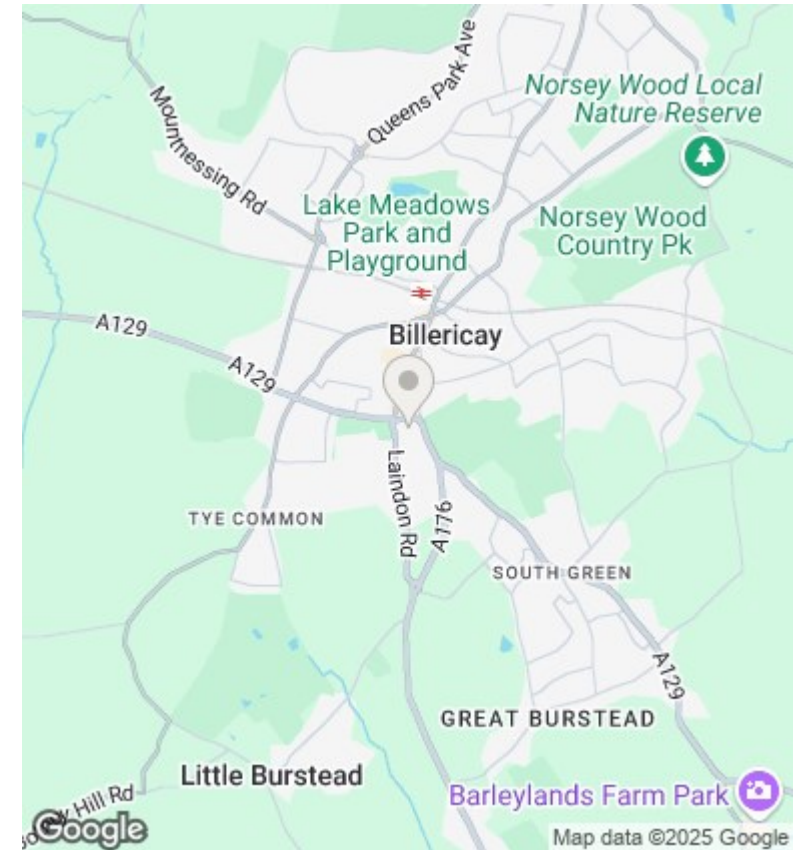 Queens Park Ave
Norsey Wood Local
Nature Reserve
Mountnessing Rd
Lake Meadows
Park and
Playground
Norsey Wood
Country Pk
A129
Billericay
A129
Laindon Rd
A176
TYE COMMON
SOUTH GREEN
A129
GREAT BURSTEAD
Little Burstead
Hill Rd
Barleylands Farm Park
Google
Map data ©2025 Google